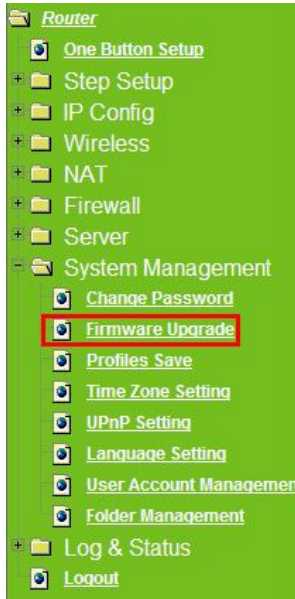 Router
One Button Setup
Step Setup
IP Config
Wireless
NAT
Firewall
Server
System Management
Change Password
Firmware Upgrade
Profiles Save
Time Zone Setting
UPnP Setting
Language Setting
User Account Managemen
Folder Management
Log & Status
Logout